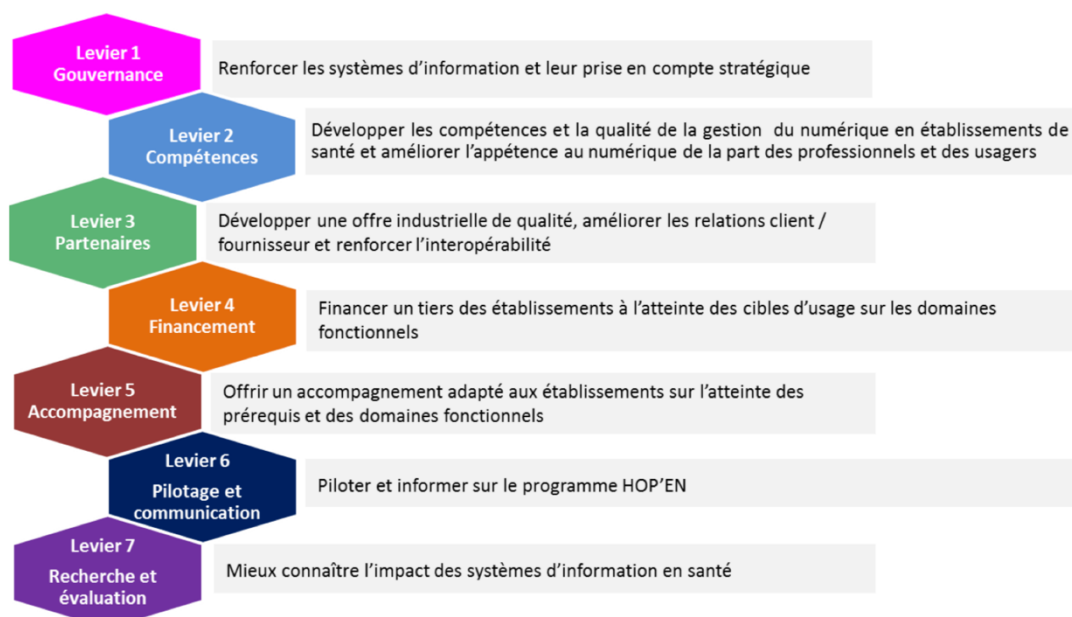 Levier 1
Gouvernance
Renforcer les systèmes d’information et leur prise en compte stratégique
Levier 2
Compétences
Développer les compétences et la qualité de la gestion du numérique en établissements de
santé et améliorer l’appétence au numérique de la part des professionnels et des usagers
Levier 3
Partenaires
Développer une offre industrielle de qualité, améliorer les relations client /
fournisseur et renforcer l’interopérabilité
Levier 4
Financement
Financer un tiers des établissements à l’atteinte des cibles d’usage sur les domaines
fonctionnels
Levier 5
Accompagnement
Offrir un accompagnement adapté aux établissements sur l’atteinte des
prérequis et des domaines fonctionnels
Levier 6
Pilotage et
communication
Piloter et informer sur le programme HOP’EN
Levier 7
Recherche et
évaluation
Mieux connaître l’impact des systèmes d’information en santé